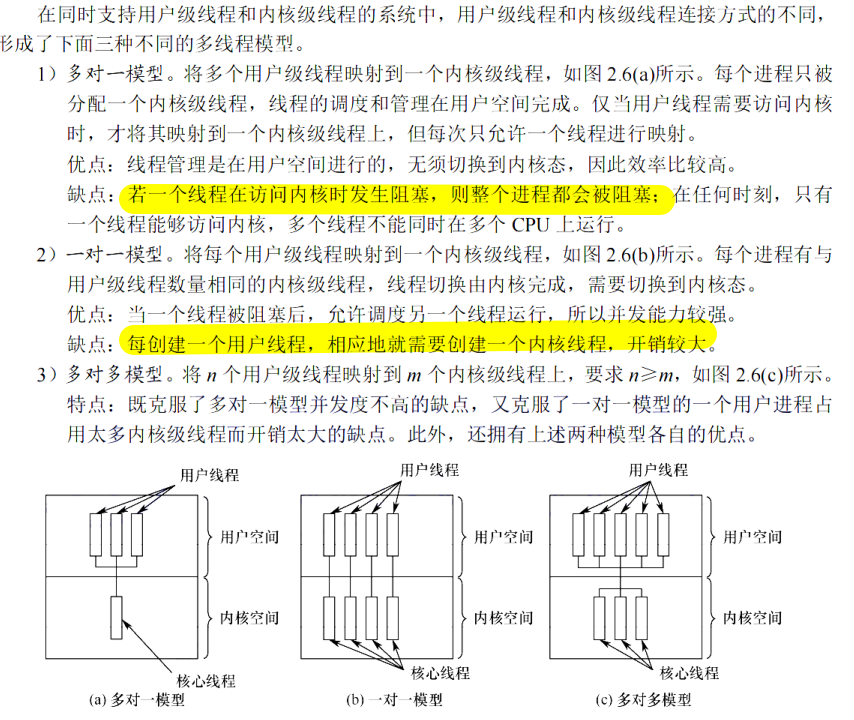 在同时支持用户级线程和内核级线程的系统中，用户级线程和内核级线程连接方式的不同，
形成了下面三种不同的多线程模型。
1）多对一模型。将多个用户级线程映射到一个内核级线程，如图 2.6(a)所示。每个进程只被
分配一个内核级线程，线程的调度和管理在用户空间完成。仅当用户线程需要访问内核
时，才将其映射到一个内核级线程上，但每次只允许一个线程进行映射。
优点：线程管理是在用户空间进行的，无须切换到内核态，因此效率比较高。
缺点：若一个线程在访问内核时发生阻塞，则整个进程都会被阻塞；在任何时刻，只有
一个线程能够访问内核，多个线程不能同时在多个 CPU 上运行。
2）一对一模型。将每个用户级线程映射到一个内核级线程，如图 2.6(b)所示。每个进程有与
用户级线程数量相同的内核级线程，线程切换由内核完成，需要切换到内核态。
优点：当一个线程被阻塞后，允许调度另一个线程运行，所以并发能力较强。
缺点：每创建一个用户线程，相应地就需要创建一个内核线程，开销较大。
3）多对多模型。将 n 个用户级线程映射到 m 个内核级线程上，要求 n≥m，如图 2.6(c)所示。
特点：既克服了多对一模型并发度不高的缺点，又克服了一对一模型的一个用户进程占
用太多内核级线程而开销太大的缺点。此外，还拥有上述两种模型各自的优点。
用户线程
用户空间
内核空间
核心线程
(a) 多对一模型
用户线程
用户空间
内核空间
核心线程
(b) 一对一模型
用户线程
用户空间
内核空间
核心线程
(c) 多对多模型